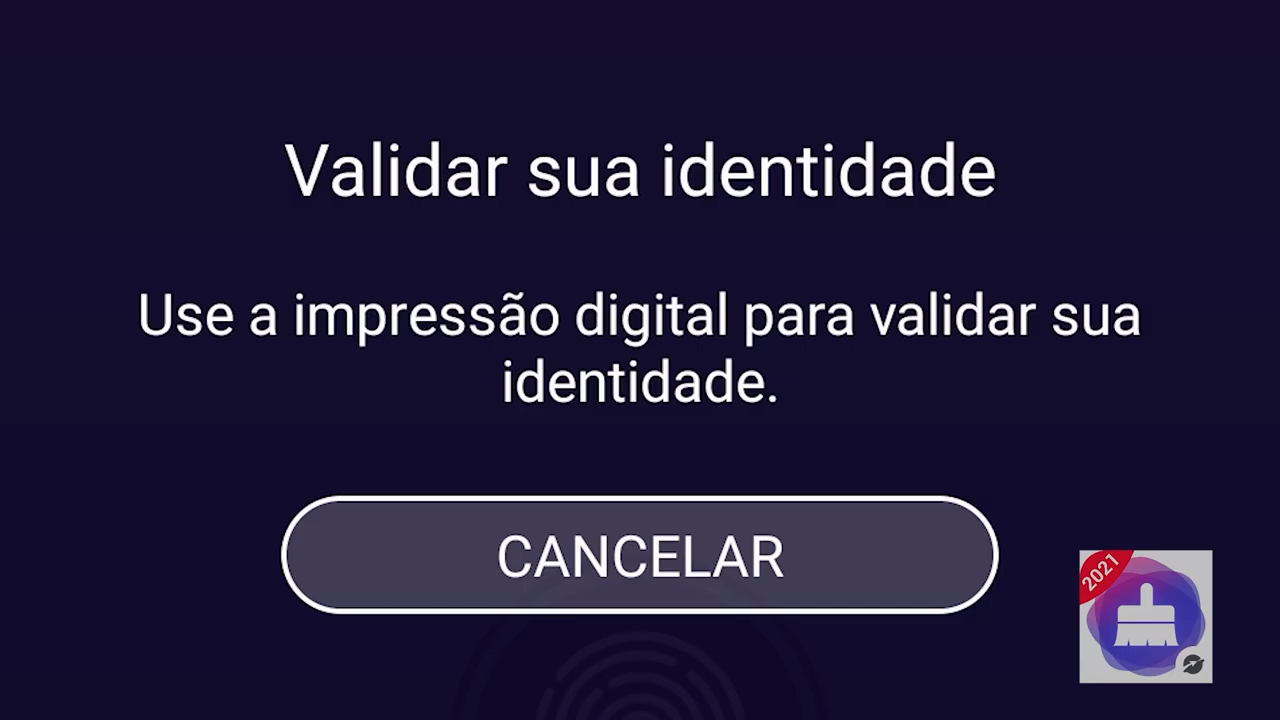 Validar sua identidade
Use a impressão digital para validar sua
identidade.
CANCELAR
2021